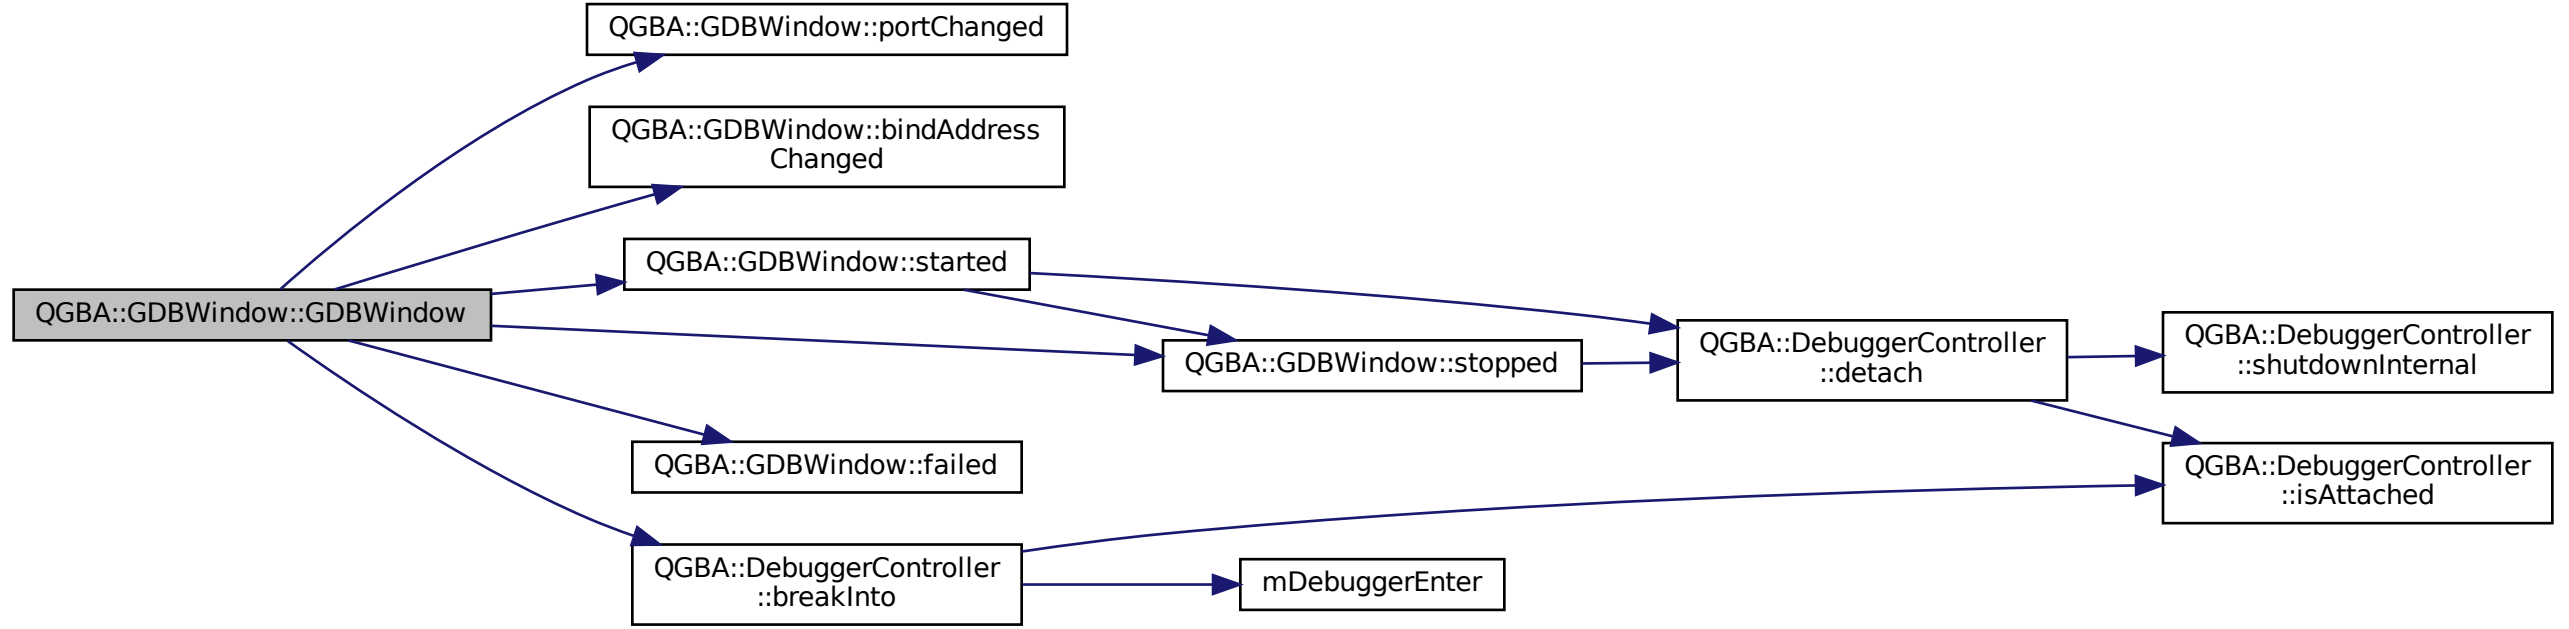 QGBA::GDBWindow::portChanged
QGBA::GDBWindow::bindAddress
Changed
QGBA::GDBWindow::started
QGBA::GDBWindow::GDBWindow
QGBA::GDBWindow::stopped
QGBA::DebuggerController
::detach
QGBA::DebuggerController
::shutdownInternal
QGBA::GDBWindow::failed
QGBA::DebuggerController
::isAttached
QGBA::DebuggerController
::breakInto
mDebuggerEnter